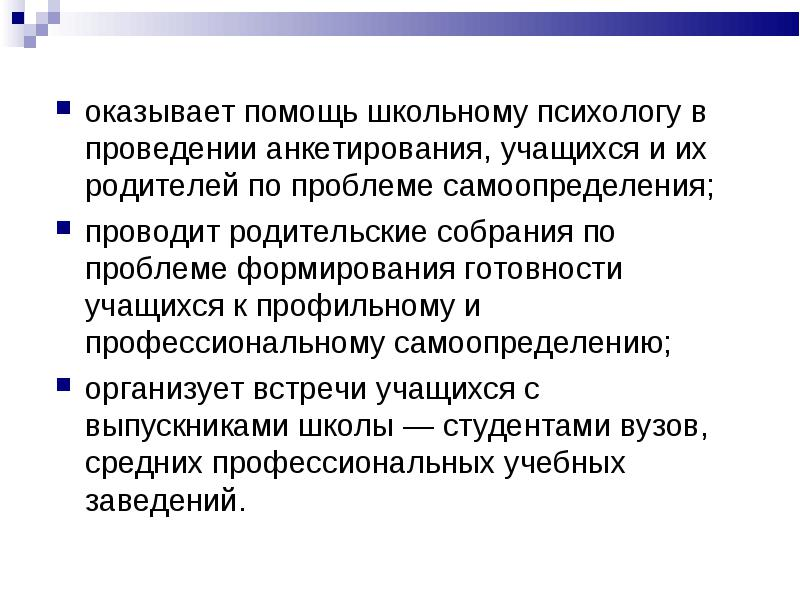 оказывает помощь школьному психологу в
проведении анкетирования, учащихся и их
родителей по проблеме самоопределения;
проводит родительские собрания по
проблеме формирования готовности
учащихся к профильному и
профессиональному самоопределению;
организует встречи учащихся с
выпускниками школы — студентами вузов,
средних профессиональных учебных
заведений.